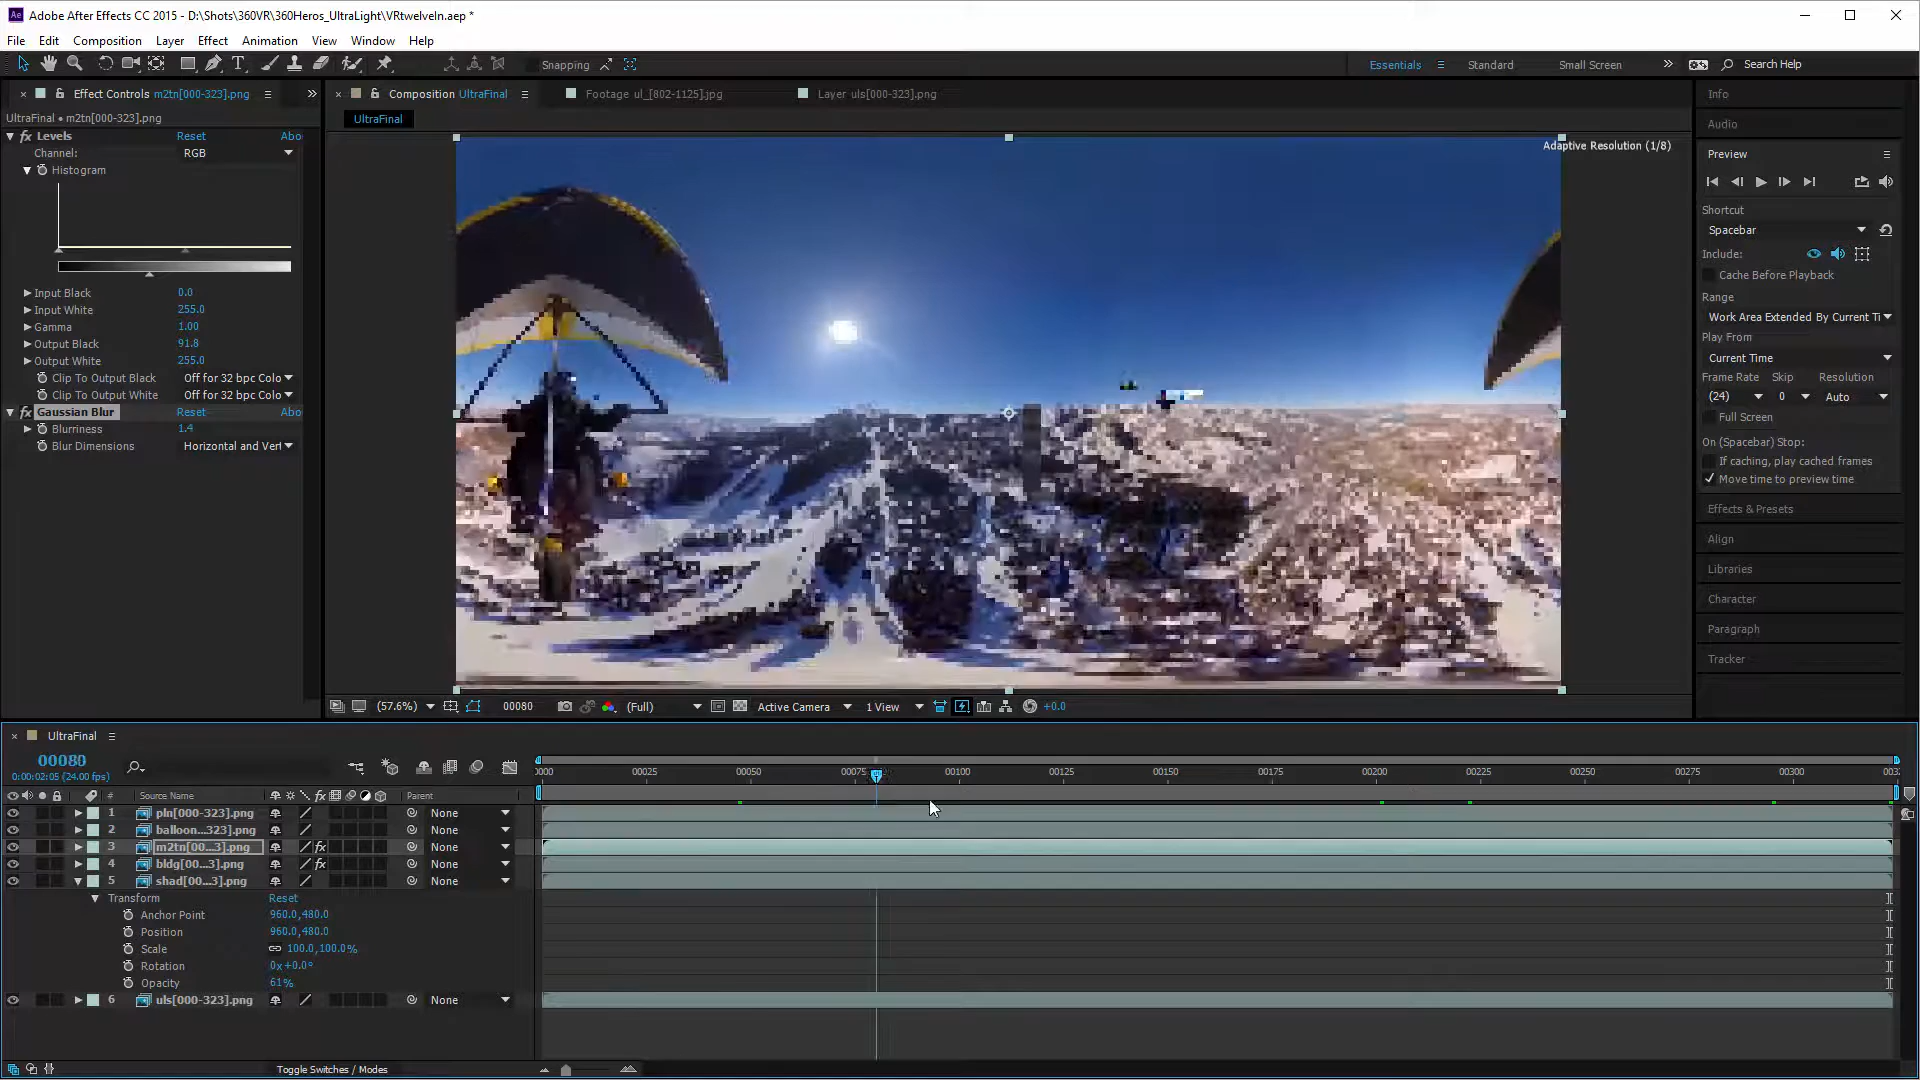 Ae Adobe After Effects CC 2015 - D:\Shots\360VR\360Heros_UltraLight\VRtwelveIn.aep *
File Edit Composition Layer Effect Animation View Window Help
Snapping
Essentials Standard Small Screen » Search Help
× Effect Controls m2tn[000-323].png »
UltraFinal • m2tn[000-323].png
fx Levels Reset Abo
Channel: RGB
Histogram
Input Black 0.0
Input White 255.0
Gamma 1.00
Output Black 91.8
Output White 255.0
Clip To Output Black Off for 32 bpc Colo
Clip To Output White Off for 32 bpc Colo
fx Gaussian Blur Reset Abo
Blurriness 1.4
Blur Dimensions Horizontal and Vert
× Composition UltraFinal Footage ul_[802-1125].jpg Layer uls[000-323].png
UltraFinal
Adaptive Resolution (1/8)
(57.6%) 00080 (Full) Active Camera 1 View +0.0
Info
Audio
Preview
Shortcut
Spacebar
Include:
Cache Before Playback
Range
Work Area Extended By Current Ti
Play From
Current Time
Frame Rate Skip Resolution
(24) 0 Auto
Full Screen
On (Spacebar) Stop:
If caching, play cached frames
Move time to preview time
Effects & Presets
Align
Libraries
Character
Paragraph
Tracker
× UltraFinal
00080
0:00:02:05 (24.00 fps)
0000 00025 00050 00075 00100 00125 00150 00175 00200 00225 00250 00275 00300
# Source Name fx Parent
1 pln[000-323].png None
2 balloon...323].png None
3 m2tn[00...3].png fx None
4 bldg[00...3].png fx None
5 shad[00...3].png None
Transform Reset
Anchor Point 960.0,480.0
Position 960.0,480.0
Scale 100.0,100.0%
Rotation 0x+0.0°
Opacity 61%
6 uls[000-323].png None
Toggle Switches / Modes